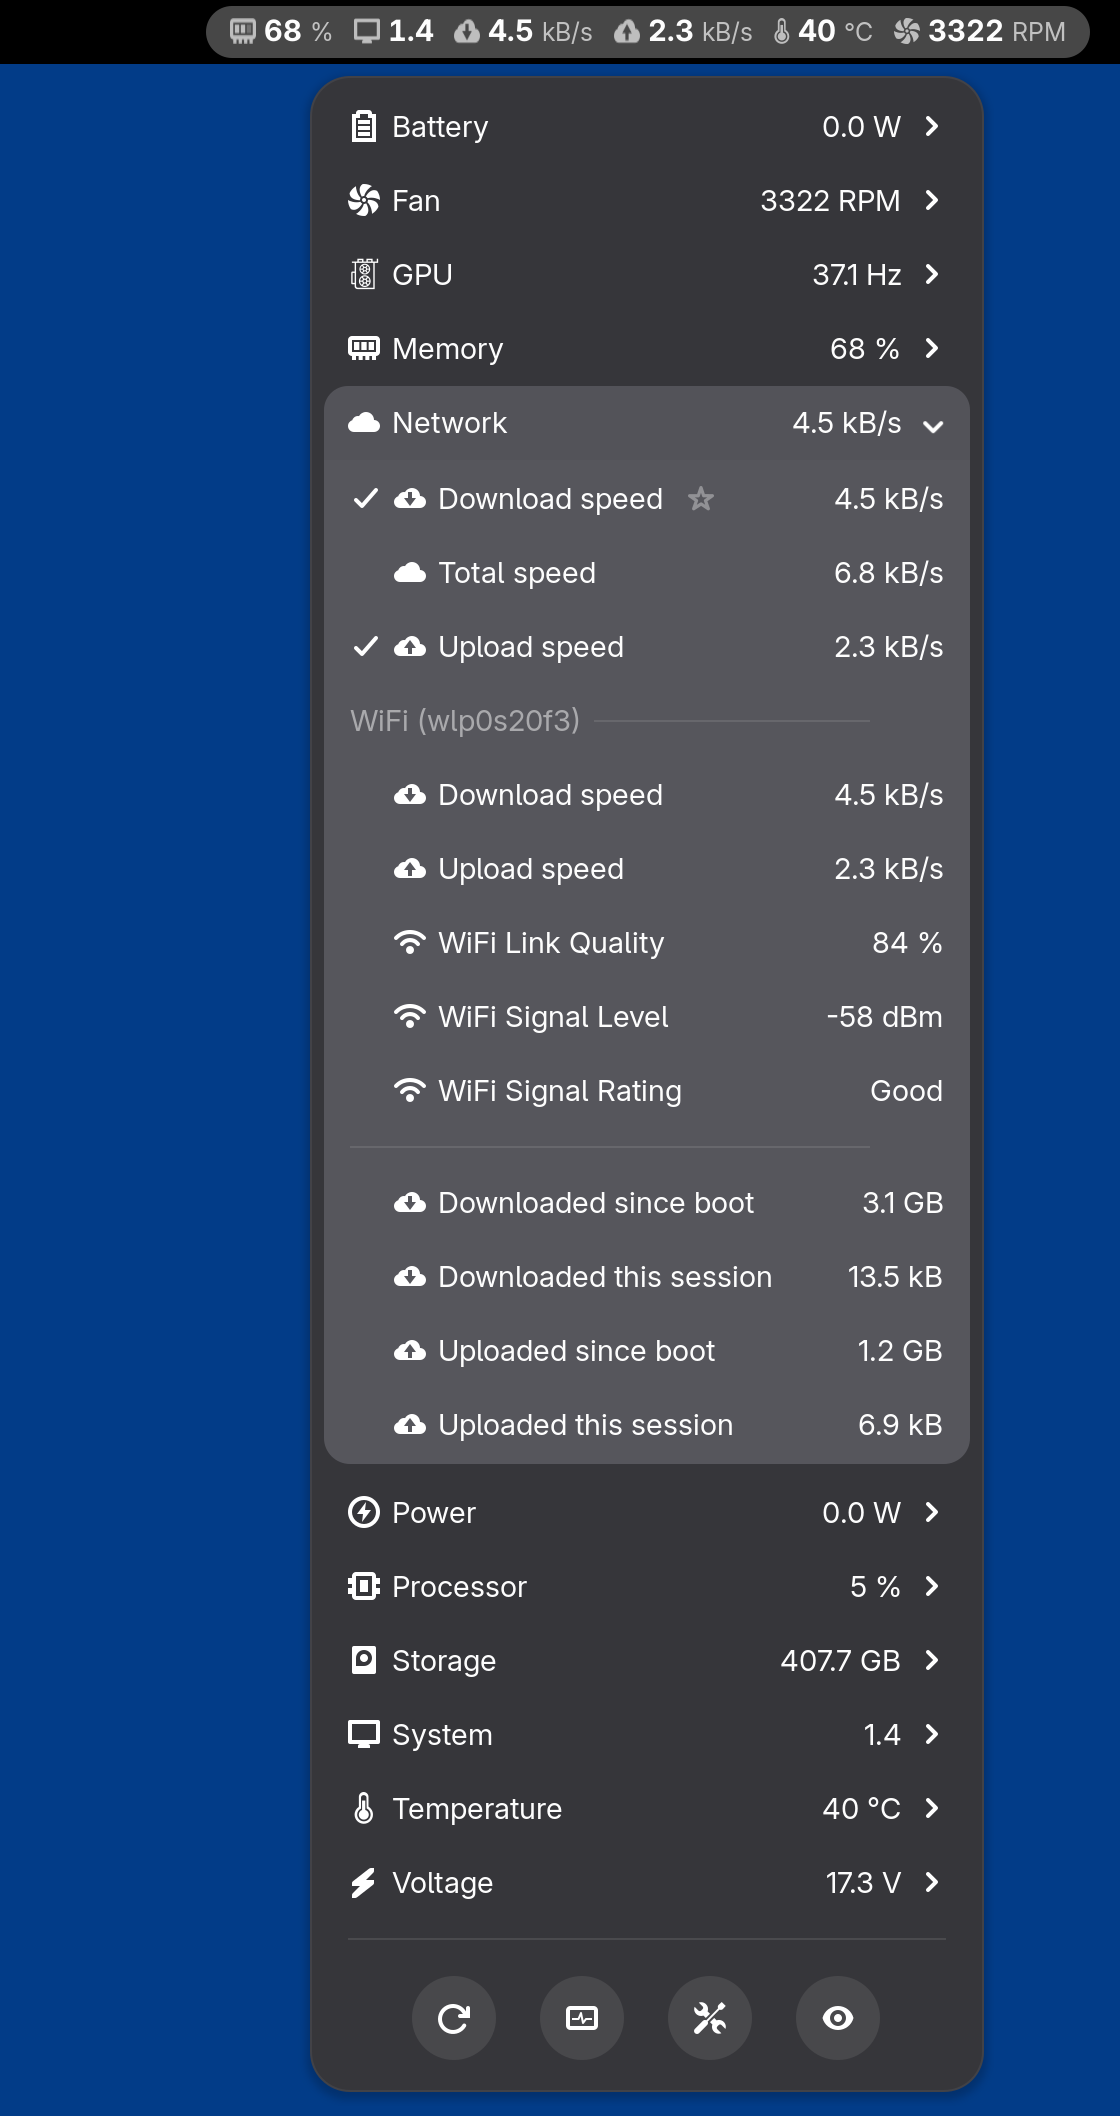 68 % 1.4 4.5 kB/s 2.3 kB/s 40 °C 3322 RPM
Battery 0.0 W
Fan 3322 RPM
GPU 37.1 Hz
Memory 68 %
Network 4.5 kB/s
Download speed 4.5 kB/s
Total speed 6.8 kB/s
Upload speed 2.3 kB/s
WiFi (wlp0s20f3)
Download speed 4.5 kB/s
Upload speed 2.3 kB/s
WiFi Link Quality 84 %
WiFi Signal Level -58 dBm
WiFi Signal Rating Good
Downloaded since boot 3.1 GB
Downloaded this session 13.5 kB
Uploaded since boot 1.2 GB
Uploaded this session 6.9 kB
Power 0.0 W
Processor 5 %
Storage 407.7 GB
System 1.4
Temperature 40 °C
Voltage 17.3 V